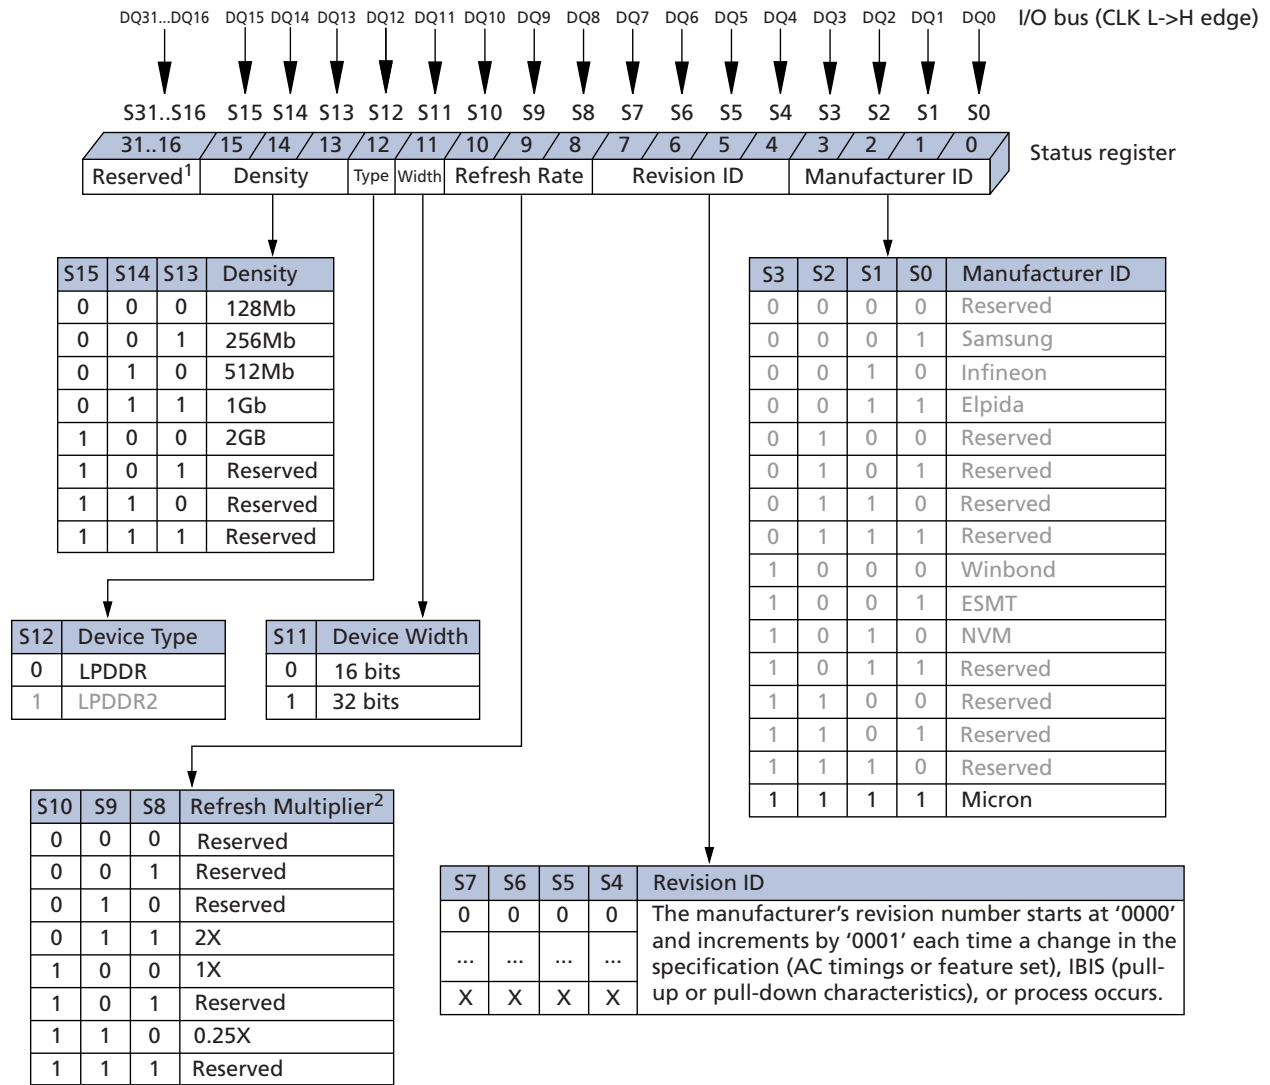 DQ31...DQ16 DQ15 DQ14 DQ13 DQ12 DQ11 DQ10 DQ9 DQ8 DQ7 DQ6 DQ5 DQ4 DQ3 DQ2 DQ1 DQ0 I/O bus (CLK L->H edge)
S31..S16 S15 S14 S13 S12 S11 S10 S9 S8 S7 S6 S5 S4 S3 S2 S1 S0
31..16 15 14 13 12 11 10 9 8 7 6 5 4 3 2 1 0 Status register
Reserved1 Density Type Width Refresh Rate Revision ID Manufacturer ID
S15 S14 S13 Density
0 0 0 128Mb
0 0 1 256Mb
0 1 0 512Mb
0 1 1 1Gb
1 0 0 2GB
1 0 1 Reserved
1 1 0 Reserved
1 1 1 Reserved
S3 S2 S1 S0 Manufacturer ID
0 0 0 0 Reserved
0 0 0 1 Samsung
0 0 1 0 Infineon
0 0 1 1 Elpida
0 1 0 0 Reserved
0 1 0 1 Reserved
0 1 1 0 Reserved
0 1 1 1 Reserved
1 0 0 0 Winbond
1 0 0 1 ESMT
1 0 1 0 NVM
1 0 1 1 Reserved
1 1 0 0 Reserved
1 1 0 1 Reserved
1 1 1 0 Reserved
1 1 1 1 Micron
S12 Device Type
0 LPDDR
1 LPDDR2
S11 Device Width
0 16 bits
1 32 bits
S10 S9 S8 Refresh Multiplier2
0 0 0 Reserved
0 0 1 Reserved
0 1 0 Reserved
0 1 1 2X
1 0 0 1X
1 0 1 Reserved
1 1 0 0.25X
1 1 1 Reserved
S7 S6 S5 S4 Revision ID
0 0 0 0 The manufacturer's revision number starts at '0000'
and increments by '0001' each time a change in the
... ... ... ... specification (AC timings or feature set), IBIS (pull-
X X X X up or pull-down characteristics), or process occurs.